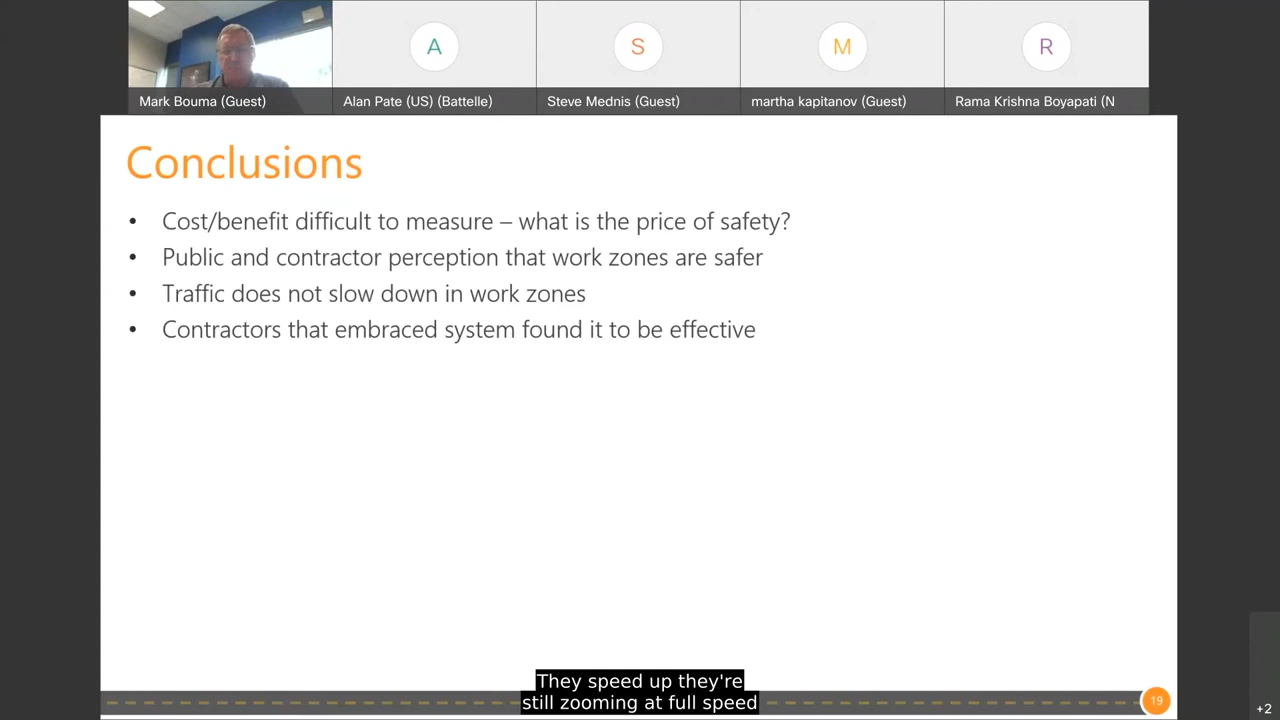 A
S
M
R
Mark Bouma (Guest)
Alan Pate (US) (Battelle)
Steve Mednis (Guest)
martha kapitanov (Guest)
Rama Krishna Boyapati (N
Conclusions
• Cost/benefit difficult to measure – what is the price of safety?
• Public and contractor perception that work zones are safer
• Traffic does not slow down in work zones
• Contractors that embraced system found it to be effective
They speed up they're
still zooming at full speed
19
+2